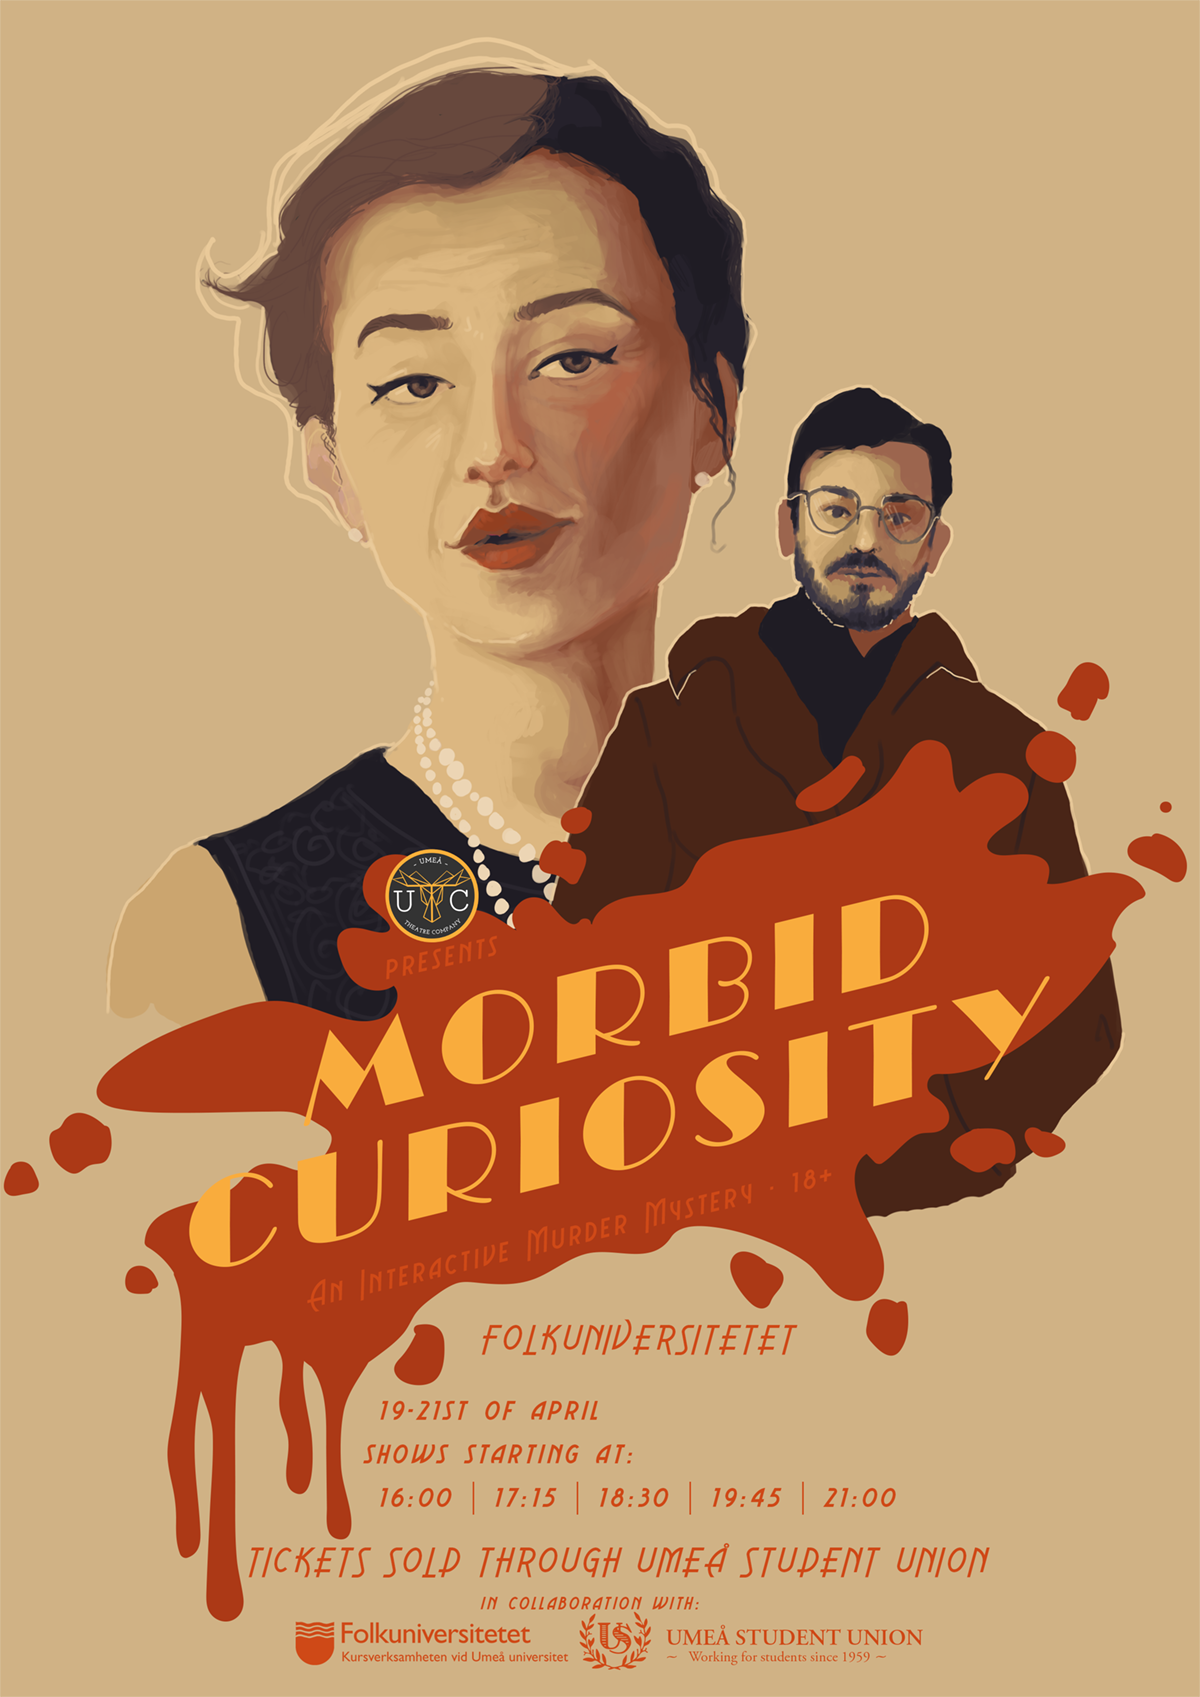 - UMEÅ -
U C
THEATRE COMPANY
PRESENTS
MORBID
CURIOSITY
AN INTERACTIVE MURDER MYSTERY · 18+
FOLKUNIVERSITETET
19-21ST OF APRIL
SHOWS STARTING AT:
16:00 | 17:15 | 18:30 | 19:45 | 21:00
TICKETS SOLD THROUGH UMEÅ STUDENT UNION
IN COLLABORATION WITH:
Folkuniversitetet
Kursverksamheten vid Umeå universitet
US
UMEÅ STUDENT UNION
~ Working for students since 1959 ~